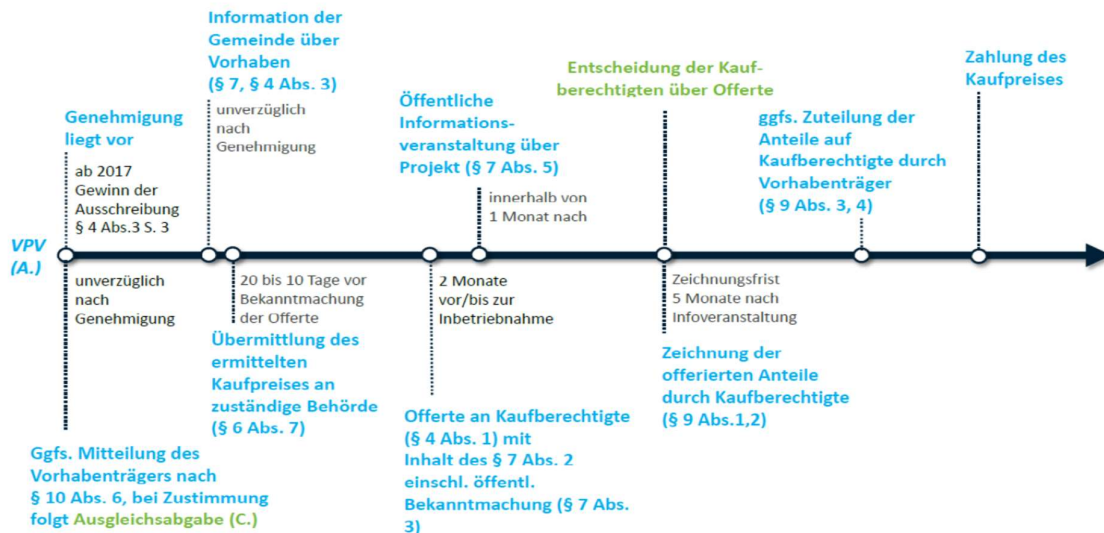 Information der
Gemeinde über
Vorhaben
(§ 7, § 4 Abs. 3)
unverzüglich
nach
Genehmigung
Genehmigung
liegt vor
ab 2017
Gewinn der
Ausschreibung
§ 4 Abs.3 S. 3
Öffentliche
Informations-
veranstaltung über
Projekt (§ 7 Abs. 5)
innerhalb von
1 Monat nach
Entscheidung der Kauf-
berechtigten über Offerte
ggfs. Zuteilung der
Anteile auf
Kaufberechtigte durch
Vorhabenträger
(§ 9 Abs. 3, 4)
Zahlung des
Kaufpreises
VPV
(A.)
unverzüglich
nach
Genehmigung
Ggfs. Mitteilung des
Vorhabenträgers nach
§ 10 Abs. 6, bei Zustimmung
folgt Ausgleichsabgabe (C.)
20 bis 10 Tage vor
Bekanntmachung
der Offerte
Übermittlung des
ermittelten
Kaufpreises an
zuständige Behörde
(§ 6 Abs. 7)
2 Monate
vor/bis zur
Inbetriebnahme
Offerte an Kaufberechtigte
(§ 4 Abs. 1) mit
Inhalt des § 7 Abs. 2
einschl. öffentl.
Bekanntmachung (§ 7 Abs.
3)
Zeichnungsfrist
5 Monate nach
Infoveranstaltung
Zeichnung der
offerierten Anteile
durch Kaufberechtigte
(§ 9 Abs.1,2)